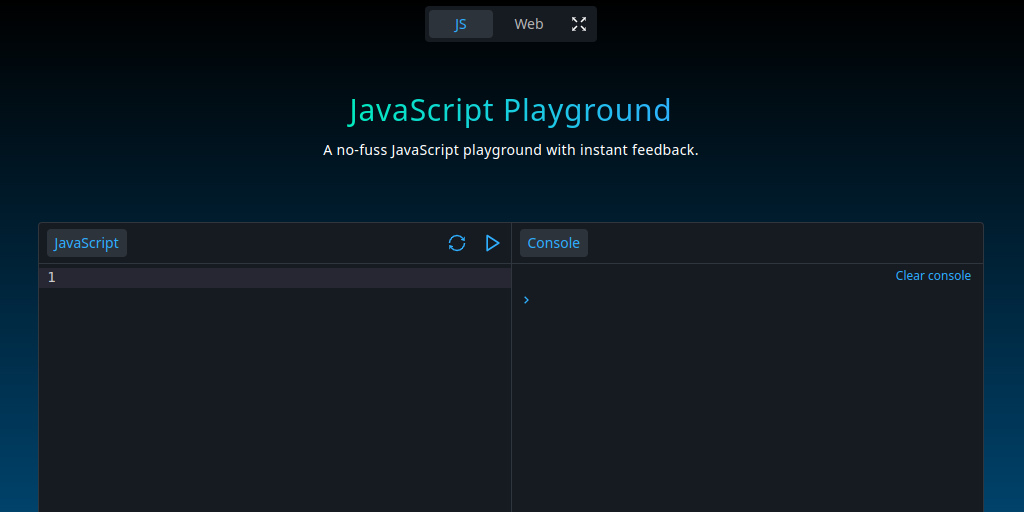 JS Web
JavaScript Playground
A no-fuss JavaScript playground with instant feedback.
JavaScript
Console
1
Clear console